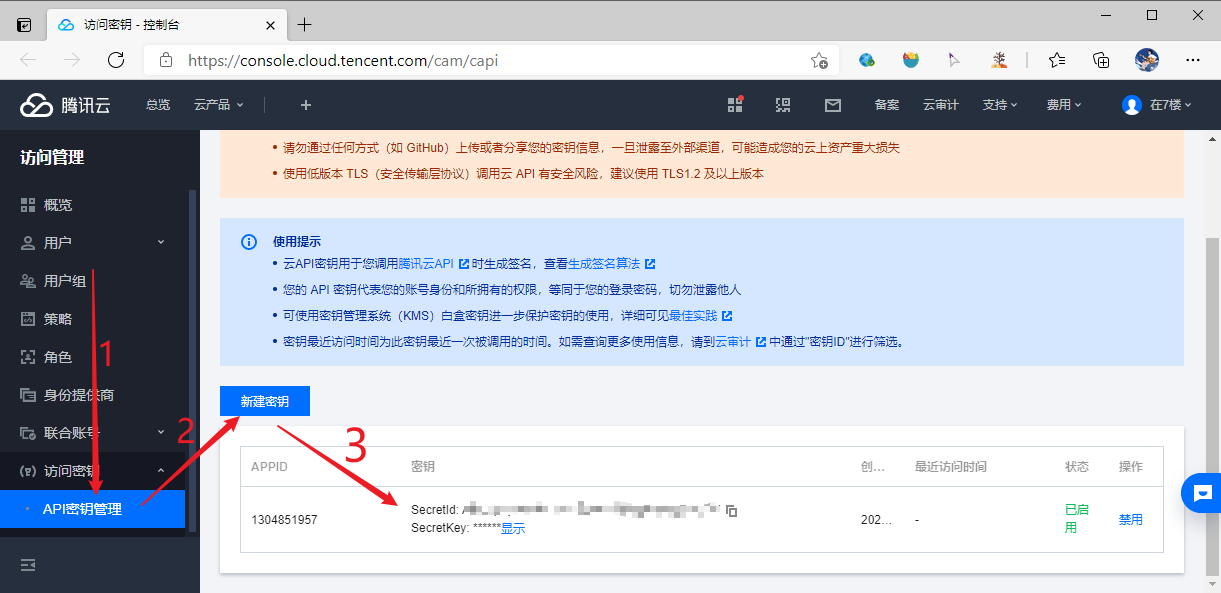 访问密钥 - 控制台
https://console.cloud.tencent.com/cam/capi
腾讯云 总览 云产品 备案 云审计 支持 费用 在7楼
访问管理
概览
用户
用户组
策略
角色
身份提供商
联合账号
访问密钥
API密钥管理
• 请勿通过任何方式（如 GitHub）上传或者分享您的密钥信息，一旦泄露至外部渠道，可能造成您的云上资产重大损失
• 使用低版本 TLS（安全传输层协议）调用云 API 有安全风险，建议使用 TLS1.2 及以上版本
使用提示
• 云API密钥用于您调用腾讯云API 时生成签名，查看生成签名算法
• 您的 API 密钥代表您的账号身份和所拥有的权限，等同于您的登录密码，切勿泄露他人
• 可使用密钥管理系统（KMS）白盒密钥进一步保护密钥的使用，详细可见最佳实践
• 密钥最近访问时间为此密钥最近一次被调用的时间。如需查询更多使用信息，请到云审计 中通过"密钥ID"进行筛选。
新建密钥
1
2
3
APPID 密钥 创... 最近访问时间 状态 操作
1304851957
SecretId:
SecretKey: ******显示
202... - 已启用 禁用